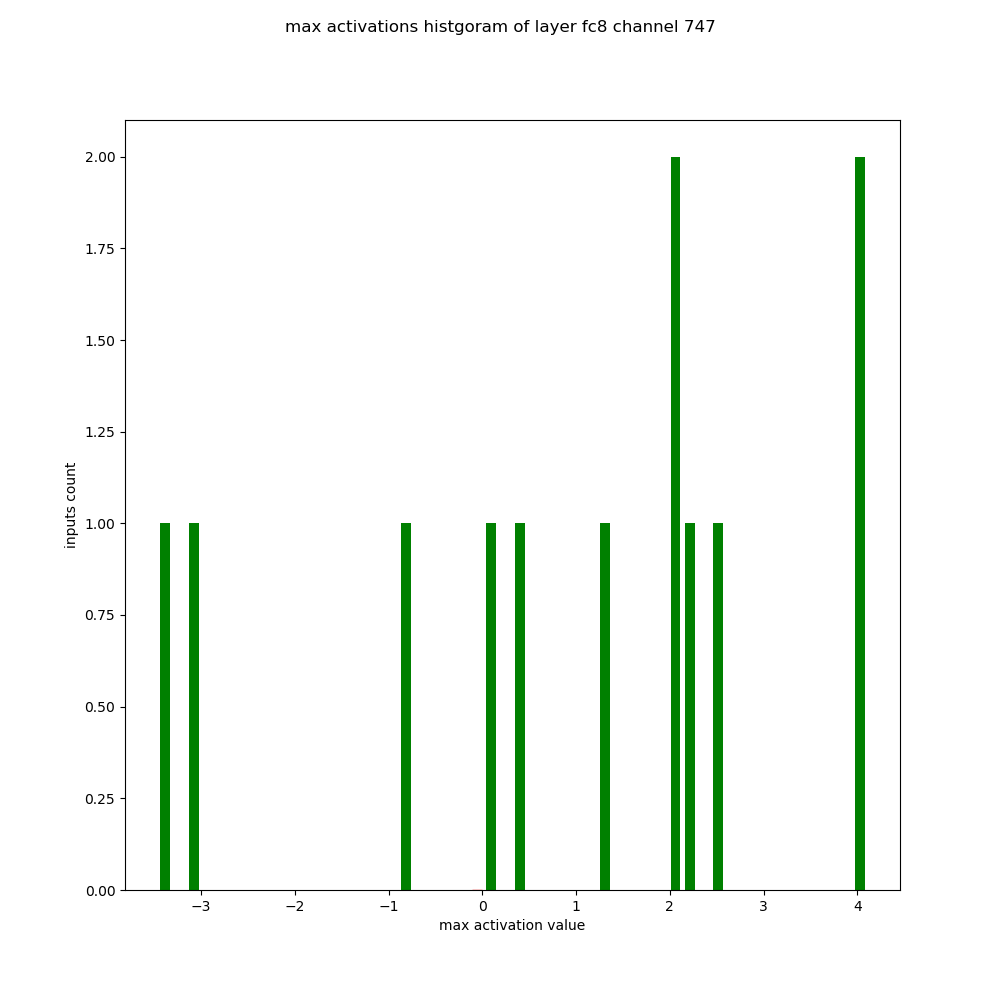 max activations histgoram of layer fc8 channel 747
2.00
1.75
1.50
1.25
1.00
0.75
0.50
0.25
0.00
inputs count
−3 −2 −1 0 1 2 3 4
max activation value